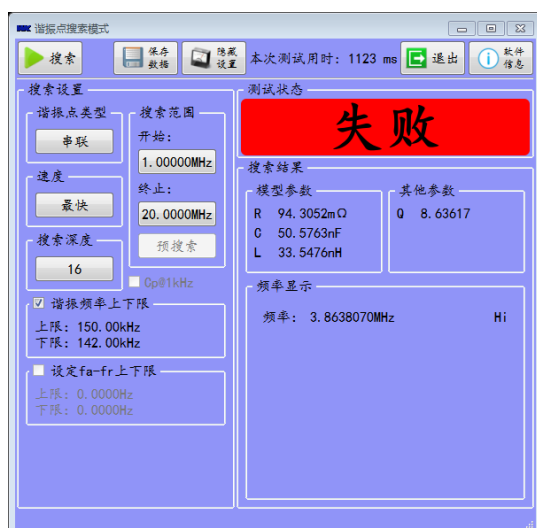 谐振点搜索模式
搜索
保存数据
隐藏设置
本次测试用时: 1123 ms
退出
软件信息
搜索设置
谐振点类型
串联
速度
最快
搜索深度
16
搜索范围
开始:
1.00000MHz
终止:
20.0000MHz
预搜索
Cp@1kHz
谐振频率上下限
上限: 150.00kHz
下限: 142.00kHz
设定fa-fr上下限
上限: 0.0000Hz
下限: 0.0000Hz
测试状态
失败
搜索结果
模型参数
R 94.3052mΩ
C 50.5763nF
L 33.5476nH
其他参数
Q 8.63617
频率显示
频率: 3.8638070MHz Hi